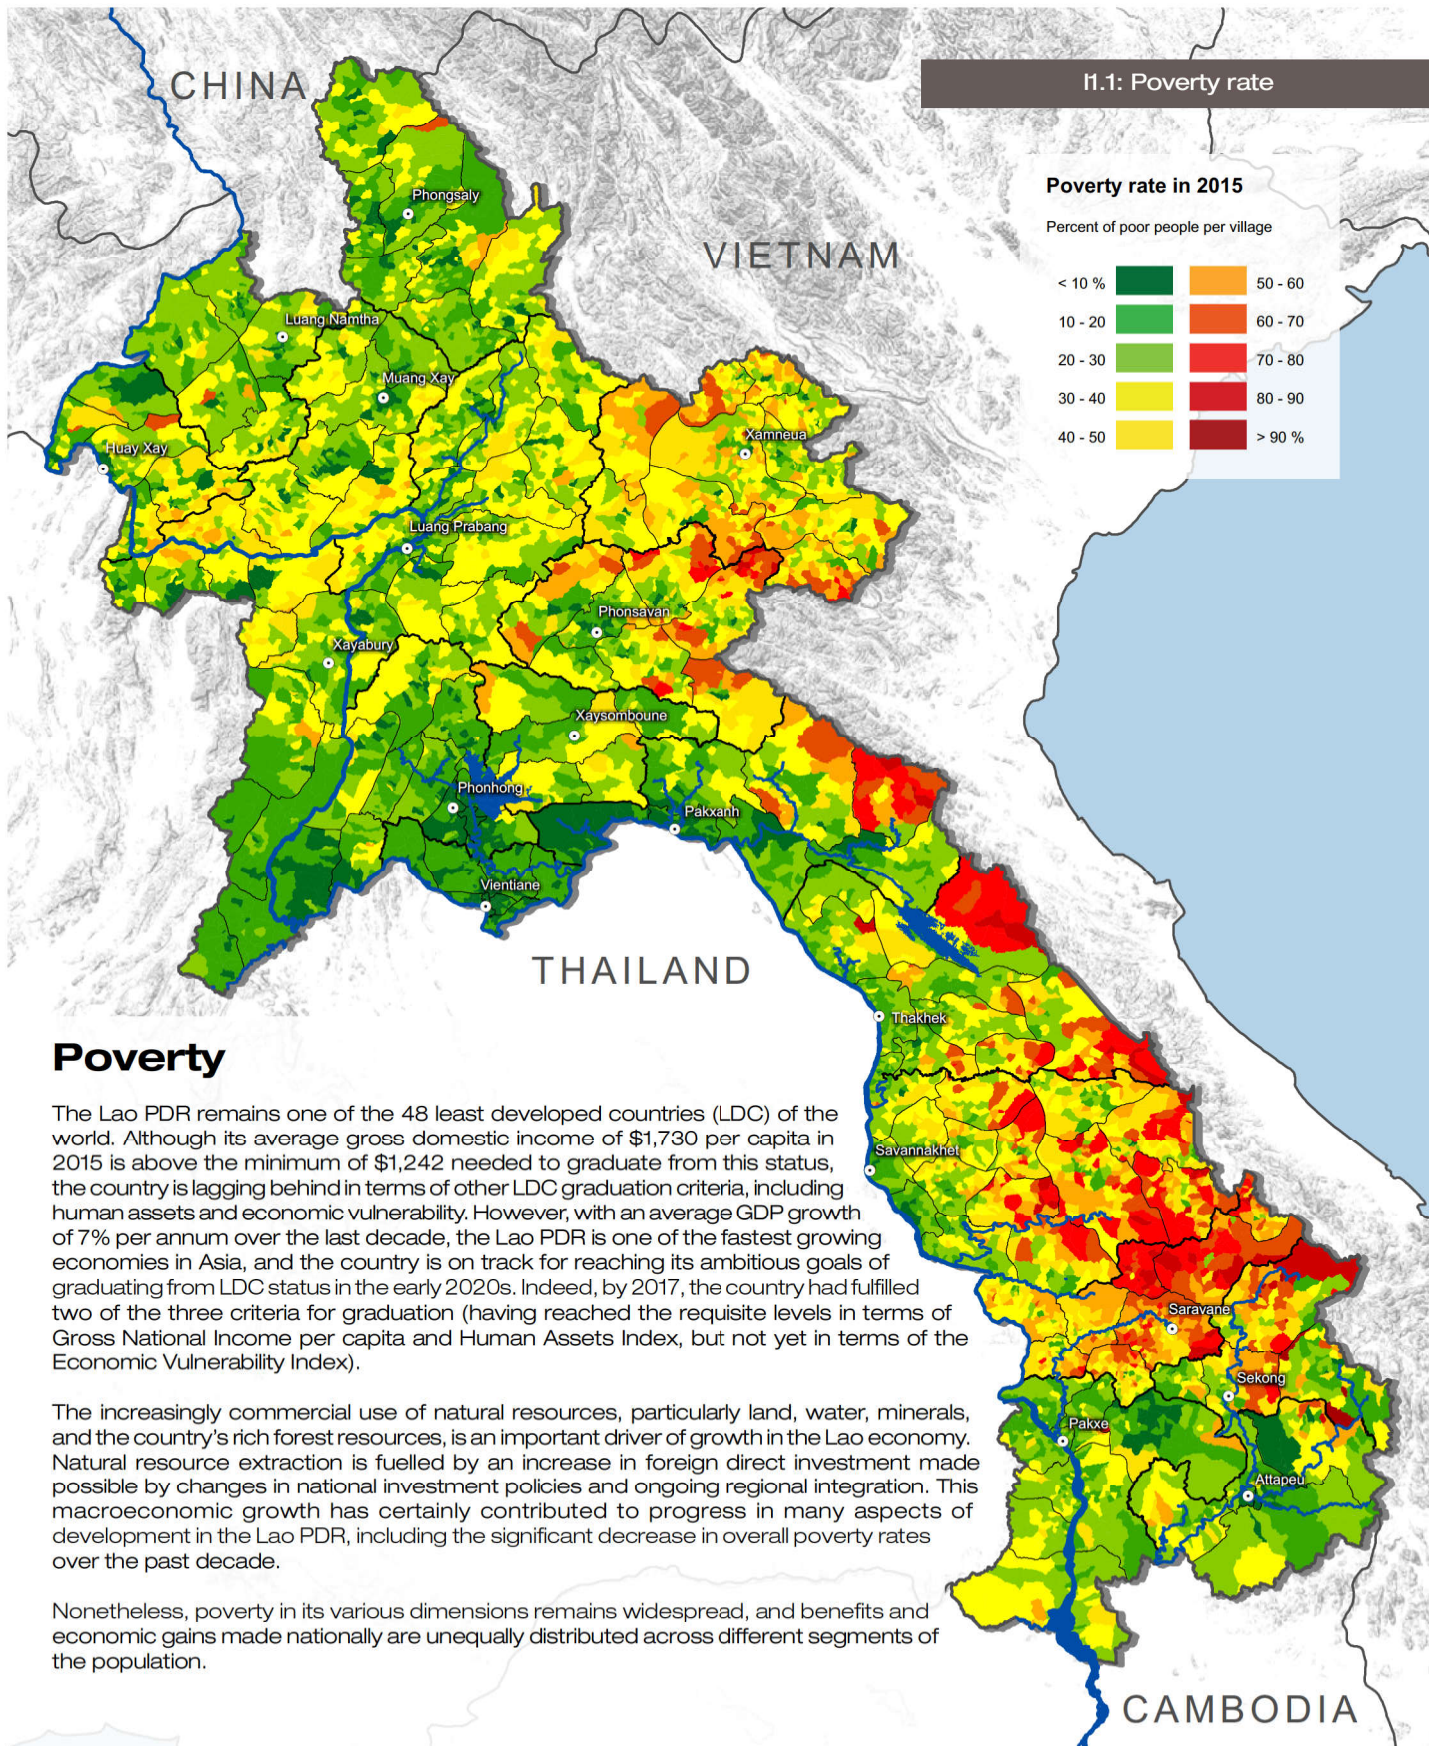 CHINA
I1.1: Poverty rate
Poverty rate in 2015
Percent of poor people per village
< 10 %
50 - 60
10 - 20
60 - 70
20 - 30
70 - 80
30 - 40
80 - 90
40 - 50
> 90 %
Phongsaly
VIETNAM
Luang Namtha
Muang Xay
Huay Xay
Xamneua
Luang Prabang
Phonsavan
Xayabury
Xaysomboune
Phonhong
Pakxanh
Vientiane
THAILAND
Thakhek
Savannakhet
Saravane
Sekong
Pakxe
Attapeu
CAMBODIA
Poverty
The Lao PDR remains one of the 48 least developed countries (LDC) of the
world. Although its average gross domestic income of $1,730 per capita in
2015 is above the minimum of $1,242 needed to graduate from this status,
the country is lagging behind in terms of other LDC graduation criteria, including
human assets and economic vulnerability. However, with an average GDP growth
of 7% per annum over the last decade, the Lao PDR is one of the fastest growing
economies in Asia, and the country is on track for reaching its ambitious goals of
graduating from LDC status in the early 2020s. Indeed, by 2017, the country had fulfilled
two of the three criteria for graduation (having reached the requisite levels in terms of
Gross National Income per capita and Human Assets Index, but not yet in terms of the
Economic Vulnerability Index).
The increasingly commercial use of natural resources, particularly land, water, minerals,
and the country's rich forest resources, is an important driver of growth in the Lao economy.
Natural resource extraction is fuelled by an increase in foreign direct investment made
possible by changes in national investment policies and ongoing regional integration. This
macroeconomic growth has certainly contributed to progress in many aspects of
development in the Lao PDR, including the significant decrease in overall poverty rates
over the past decade.
Nonetheless, poverty in its various dimensions remains widespread, and benefits and
economic gains made nationally are unequally distributed across different segments of
the population.